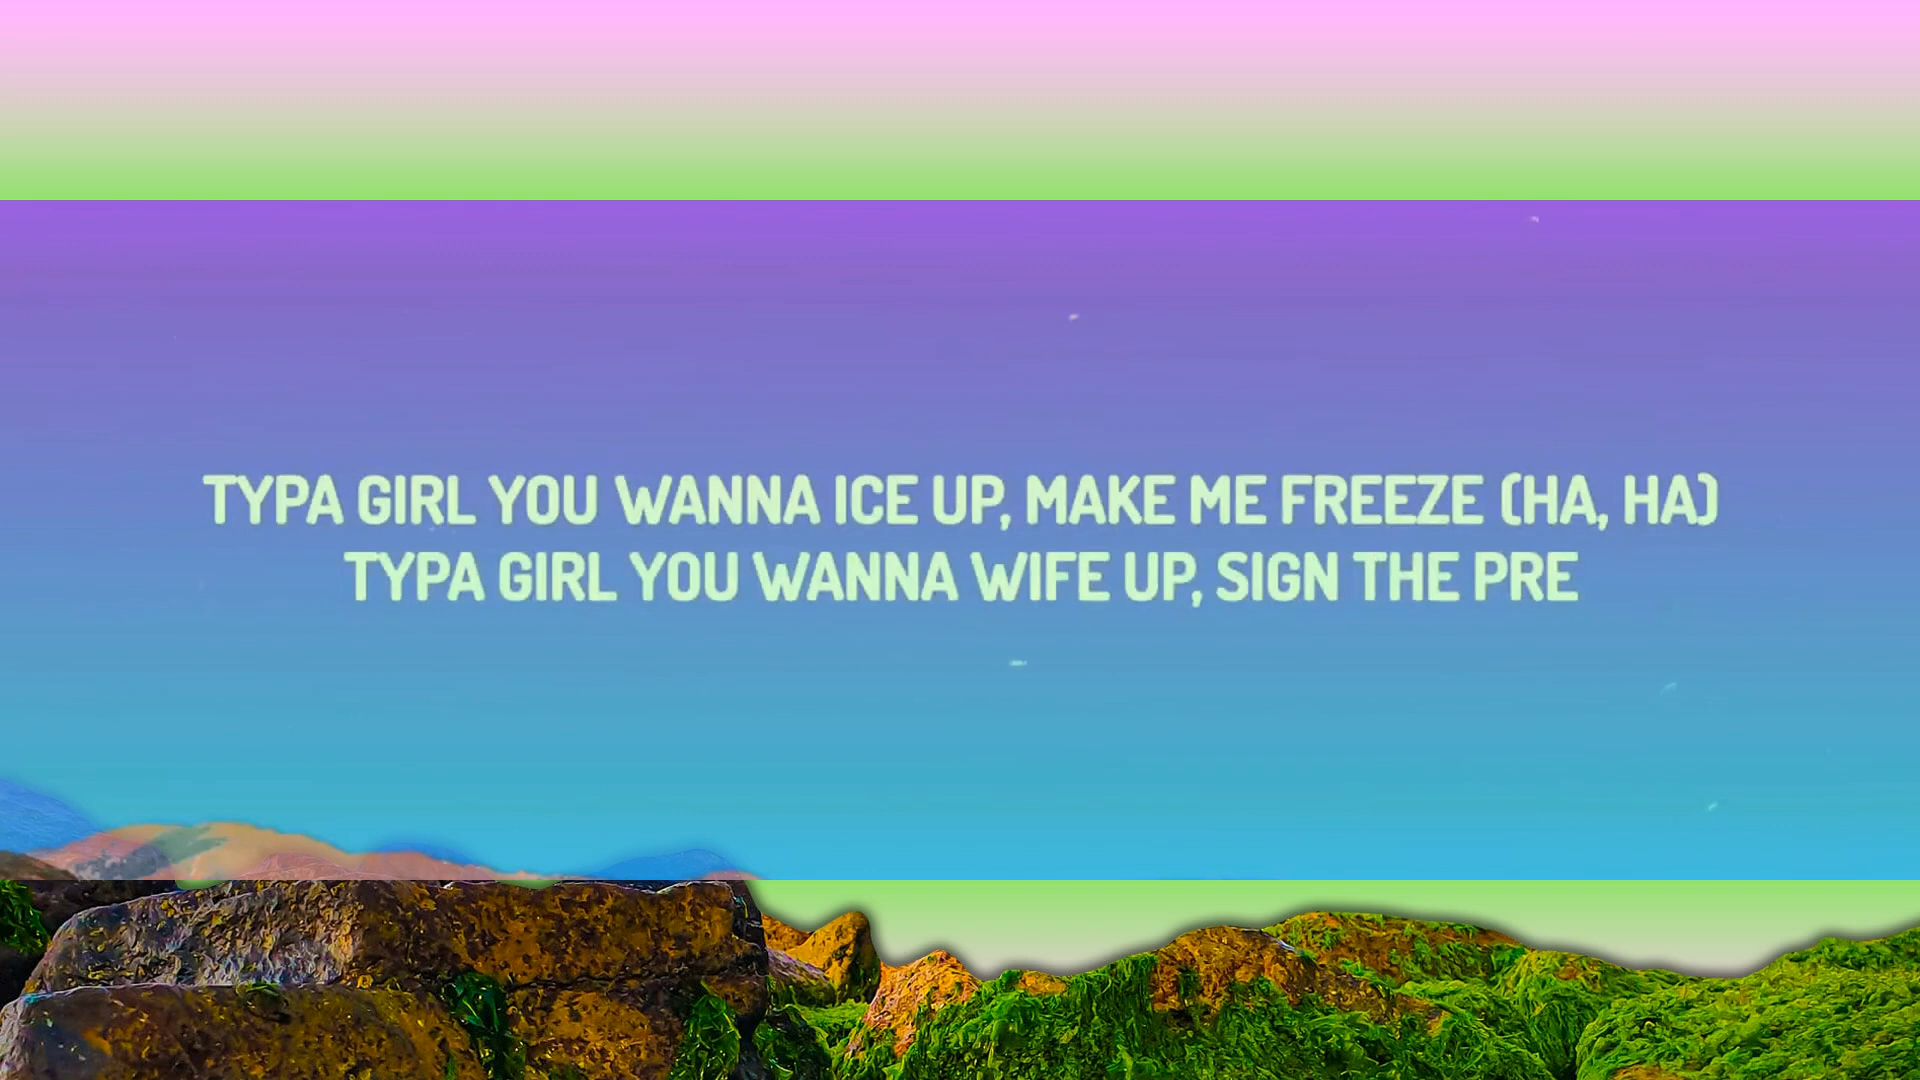 TYPA GIRL YOU WANNA ICE UP, MAKE ME FREEZE (HA, HA)
TYPA GIRL YOU WANNA WIFE UP, SIGN THE PRE